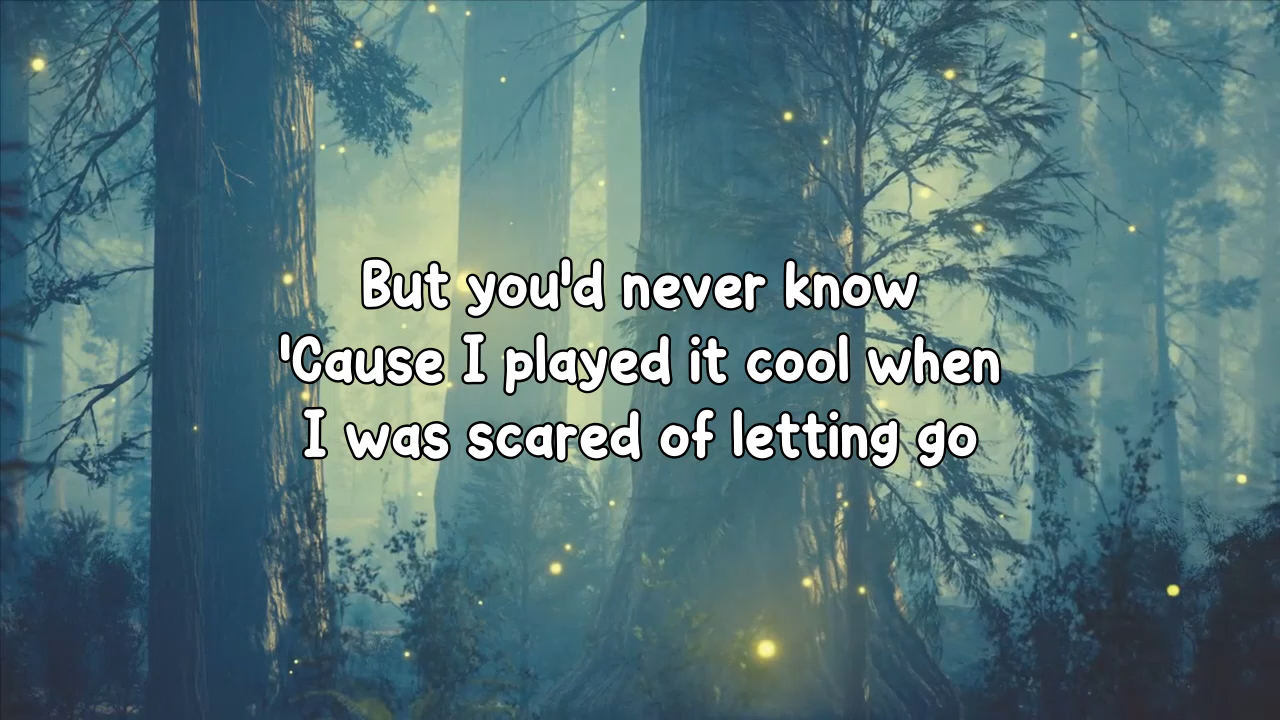 But you'd never know
'Cause I played it cool when
I was scared of letting go